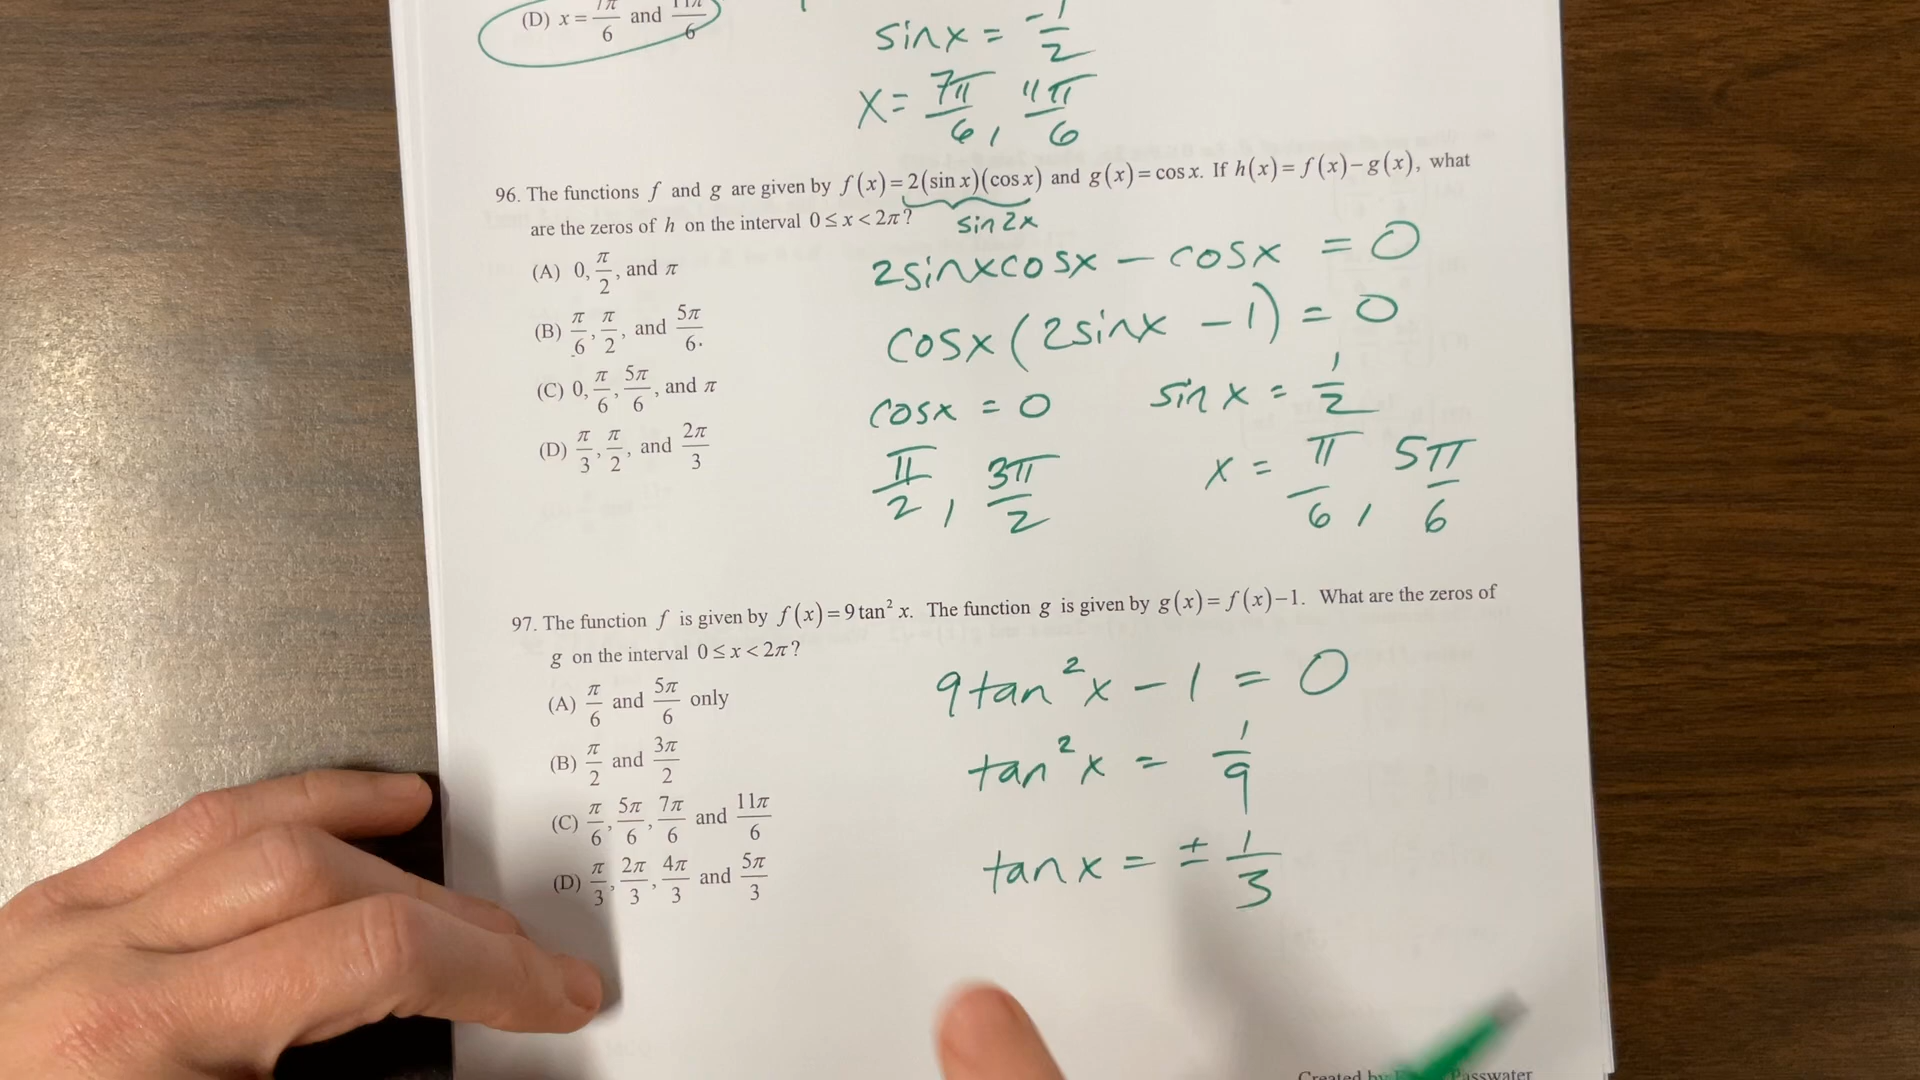 (D) x = 7π/6 and 11π/6
sin x = -1/2
x = 7π/6, 11π/6
96. The functions f and g are given by f(x) = 2(sin x)(cos x) and g(x) = cos x. If h(x) = f(x) − g(x), what
are the zeros of h on the interval 0 ≤ x < 2π?
sin 2x
(A) 0, π/2, and π
(B) π/6, π/2, and 5π/6.
(C) 0, π/6, 5π/6, and π
(D) π/3, π/2, and 2π/3
2sinxcosx − cosx = 0
cosx(2sinx − 1) = 0
cosx = 0
sin x = 1/2
π/2, 3π/2
x = π/6, 5π/6
97. The function f is given by f(x) = 9 tan² x. The function g is given by g(x) = f(x) − 1. What are the zeros of
g on the interval 0 ≤ x < 2π?
(A) π/6 and 5π/6 only
(B) π/2 and 3π/2
(C) π/6, 5π/6, 7π/6 and 11π/6
(D) π/3, 2π/3, 4π/3 and 5π/3
9tan²x − 1 = 0
tan²x = 1/9
tanx = ± 1/3
Created by Passwater